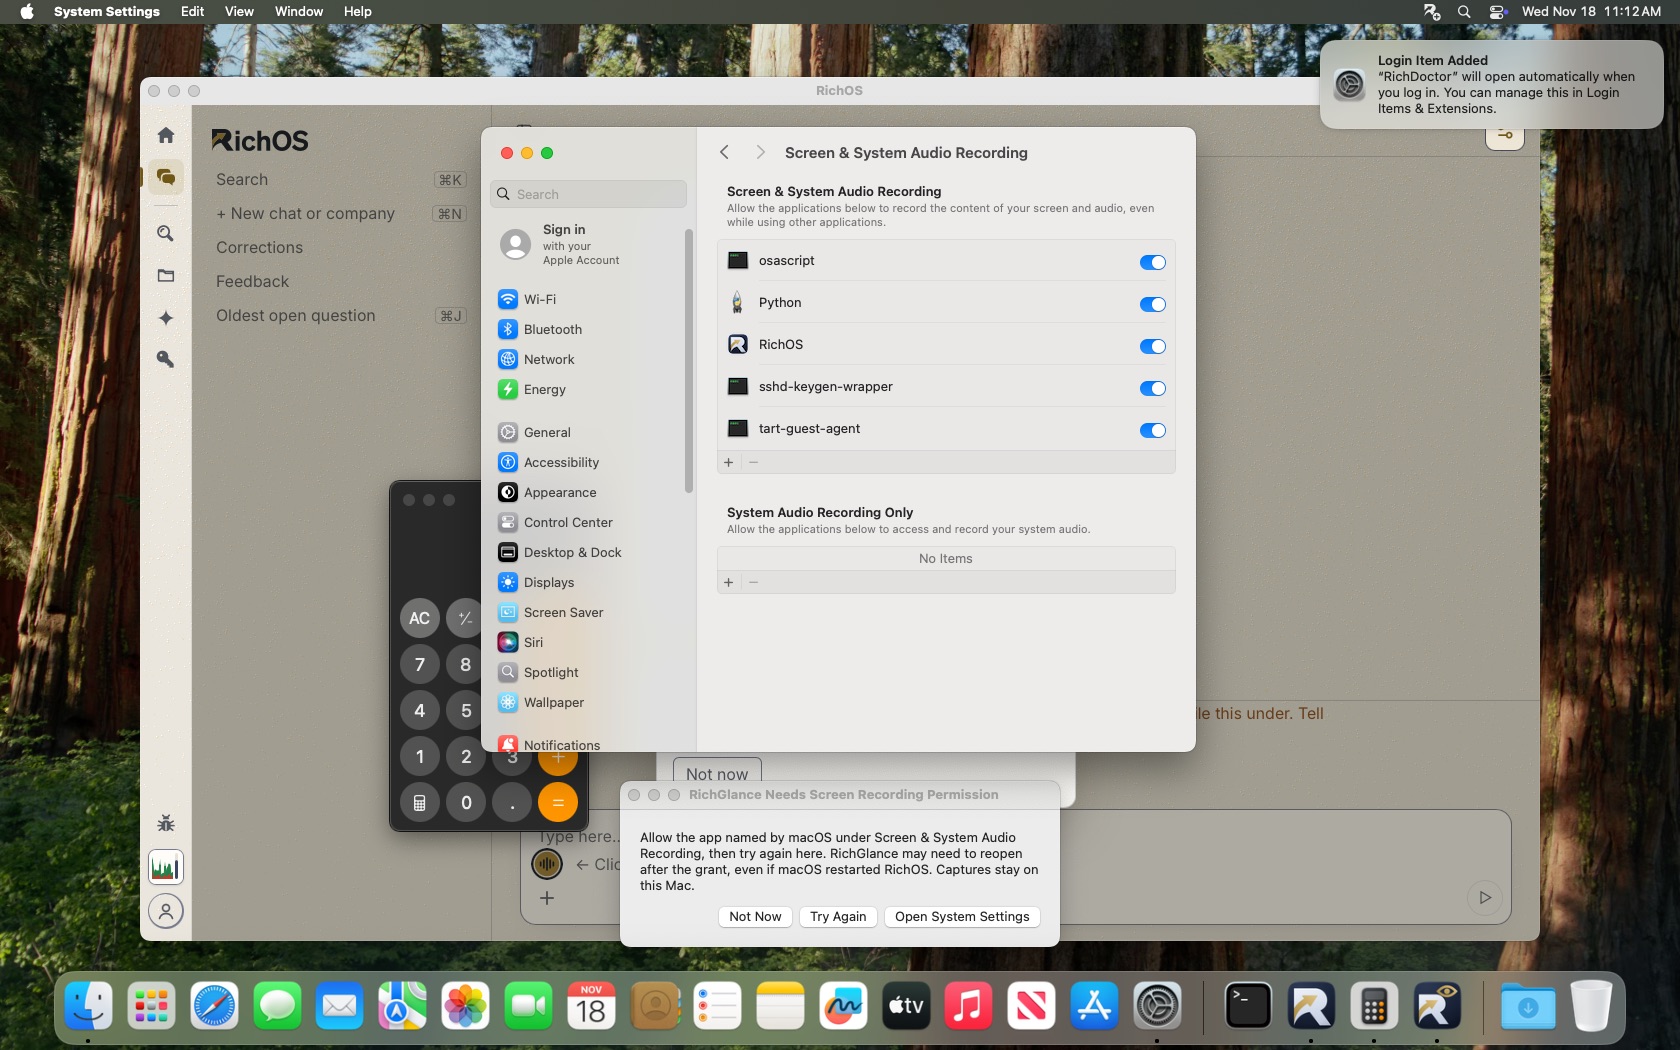 System Settings Edit View Window Help
Wed Nov 18 11:12 AM
Login Item Added
“RichDoctor” will open automatically when
you log in. You can manage this in Login
Items & Extensions.
RichOS
RichOS
Search ⌘K
+ New chat or company ⌘N
Corrections
Feedback
Oldest open question ⌘J
Search
Sign in
with your
Apple Account
Wi-Fi
Bluetooth
Network
Energy
General
Accessibility
Appearance
Control Center
Desktop & Dock
Displays
Screen Saver
Siri
Spotlight
Wallpaper
Notifications
Screen & System Audio Recording
Screen & System Audio Recording
Allow the applications below to record the content of your screen and audio, even
while using other applications.
osascript
Python
RichOS
sshd-keygen-wrapper
tart-guest-agent
+ −
System Audio Recording Only
Allow the applications below to access and record your system audio.
No Items
+ −
AC +/-
7 8
4 5
1 2 3 +
0 . =
le this under. Tell
Not now
Type here..
← Clic
RichGlance Needs Screen Recording Permission
Allow the app named by macOS under Screen & System Audio
Recording, then try again here. RichGlance may need to reopen
after the grant, even if macOS restarted RichOS. Captures stay on
this Mac.
Not Now Try Again Open System Settings
NOV
18
tv